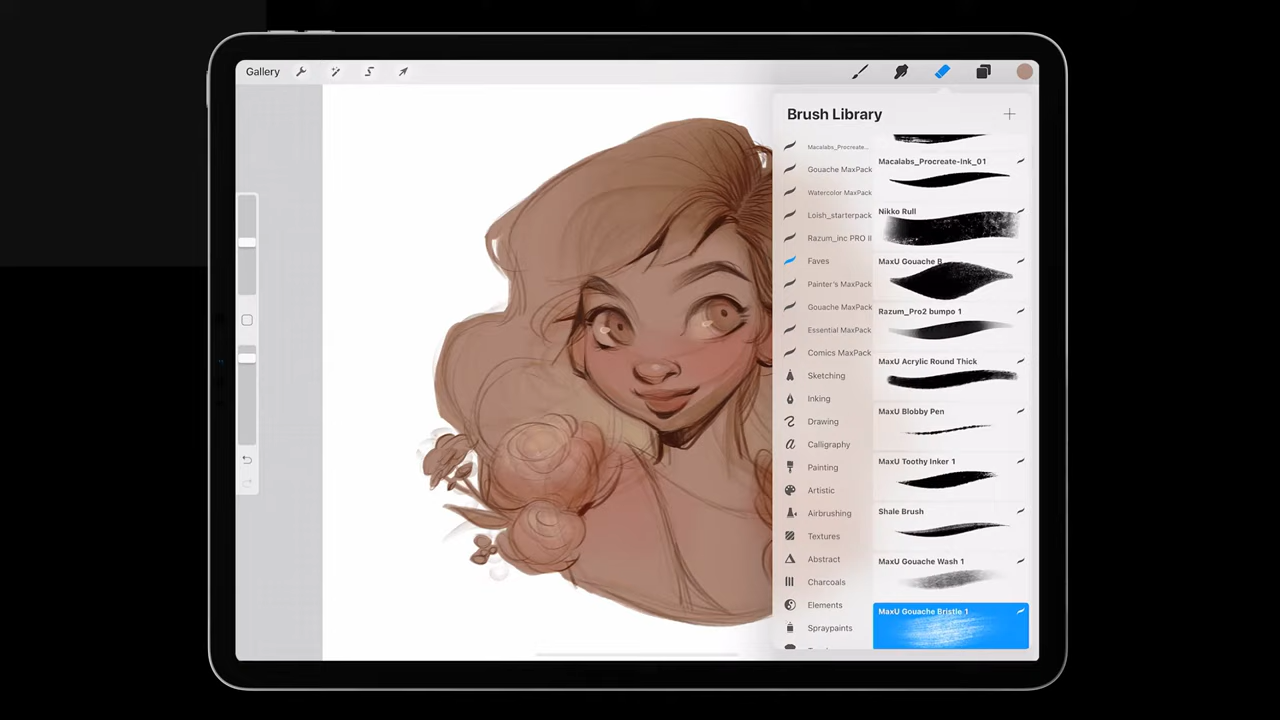 Gallery
Brush Library
Macalabs_Procreate...
Gouache MaxPack
Watercolor MaxPack
Loish_starterpack
Razum_inc PRO II
Faves
Painter's MaxPack
Gouache MaxPack
Essential MaxPack
Comics MaxPack
Sketching
Inking
Drawing
Calligraphy
Painting
Artistic
Airbrushing
Textures
Abstract
Charcoals
Elements
Spraypaints
Macalabs_Procreate-Ink_01
Nikko Rull
MaxU Gouache B
Razum_Pro2 bumpo 1
MaxU Acrylic Round Thick
MaxU Blobby Pen
MaxU Toothy Inker 1
Shale Brush
MaxU Gouache Wash 1
MaxU Gouache Bristle 1